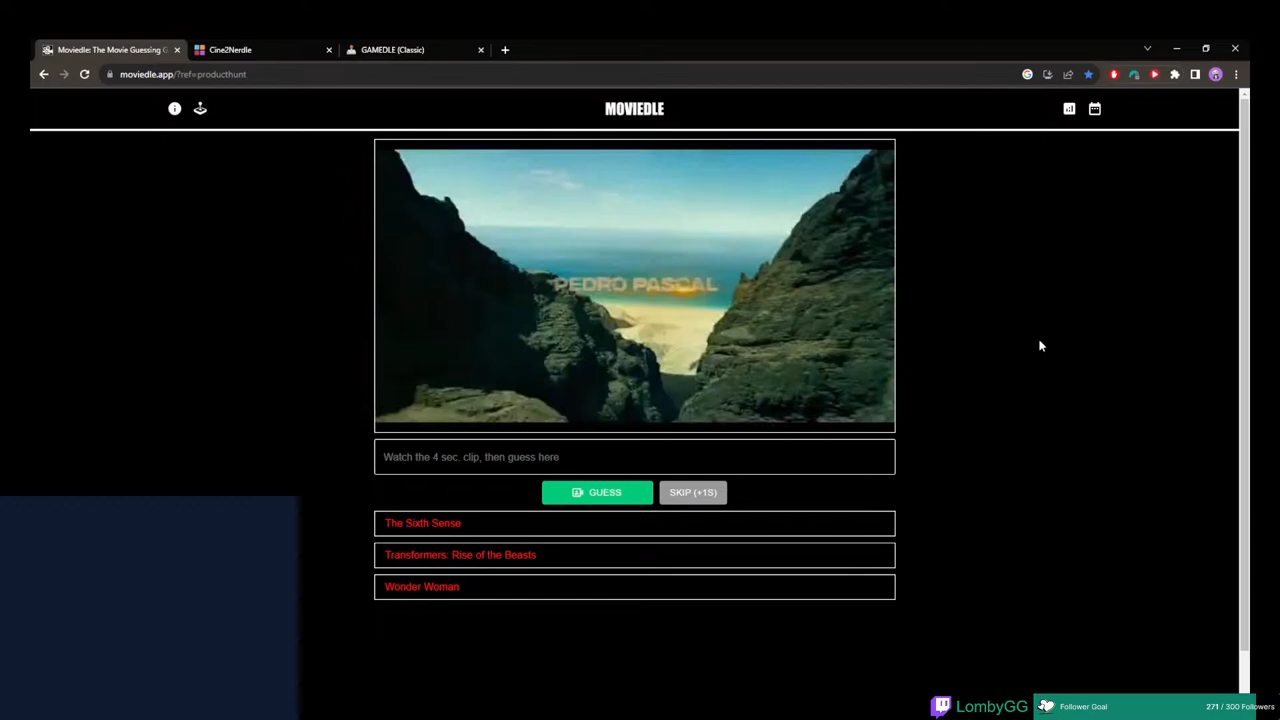 Moviedle: The Movie Guessing G
Cine2Nerdle
GAMEDLE (Classic)
moviedle.app/?ref=producthunt
MOVIEDLE
PEDRO PASCAL
Watch the 4 sec. clip, then guess here
GUESS
SKIP (+1S)
The Sixth Sense
Transformers: Rise of the Beasts
Wonder Woman
LombyGG
Follower Goal
271 / 300 Followers